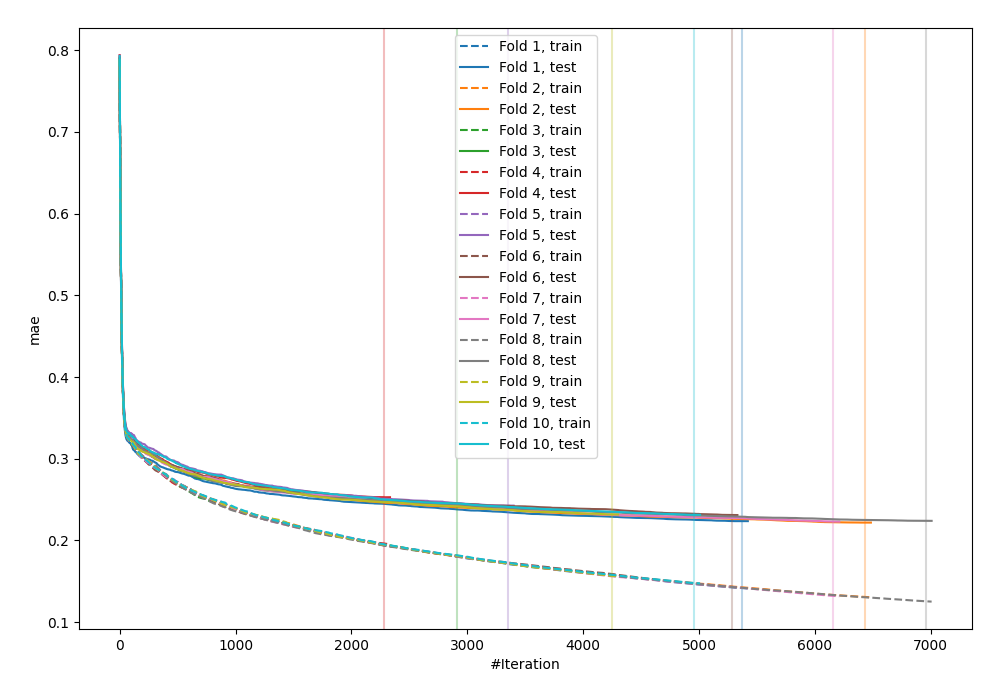 0.8
0.7
0.6
0.5
0.4
0.3
0.2
0.1
mae
0
1000
2000
3000
4000
5000
6000
7000
#Iteration
Fold 1, train
Fold 1, test
Fold 2, train
Fold 2, test
Fold 3, train
Fold 3, test
Fold 4, train
Fold 4, test
Fold 5, train
Fold 5, test
Fold 6, train
Fold 6, test
Fold 7, train
Fold 7, test
Fold 8, train
Fold 8, test
Fold 9, train
Fold 9, test
Fold 10, train
Fold 10, test